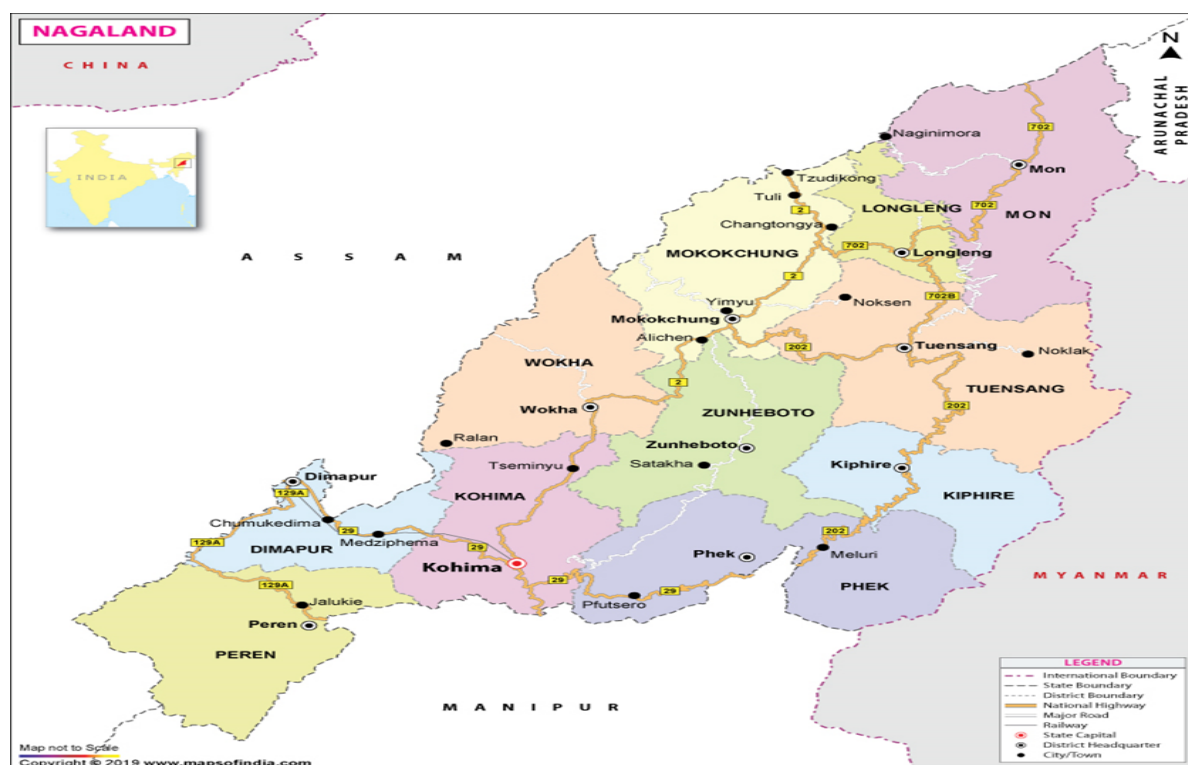 NAGALAND
CHINA
N
ARUNACHAL
PRADESH
INDIA
ASSAM
702
Naginimora
Mon
Tzudikong
Tuli
LONGLENG
702
MON
2
Changtongya
MOKOKCHUNG
702
Longleng
2
702B
Noksen
Yimyu
Mokokchung
Alichen
202
Tuensang
Noklak
WOKHA
2
TUENSANG
Wokha
202
ZUNHEBOTO
Ralan
Zunheboto
Tseminyu
Satakha
Kiphire
Dimapur
129A
KOHIMA
KIPHIRE
Chumukedima
29
202
129A
Medziphema
29
DIMAPUR
Meluri
Phek
Kohima
MYANMAR
129A
29
PHEK
Jalukie
Pfutsero
29
Peren
PEREN
MANIPUR
LEGEND
International Boundary
State Boundary
District Boundary
National Highway
Major Road
Railway
State Capital
District Headquarter
City/Town
Map not to Scale
Copyright © 2019 www.mapsofindia.com